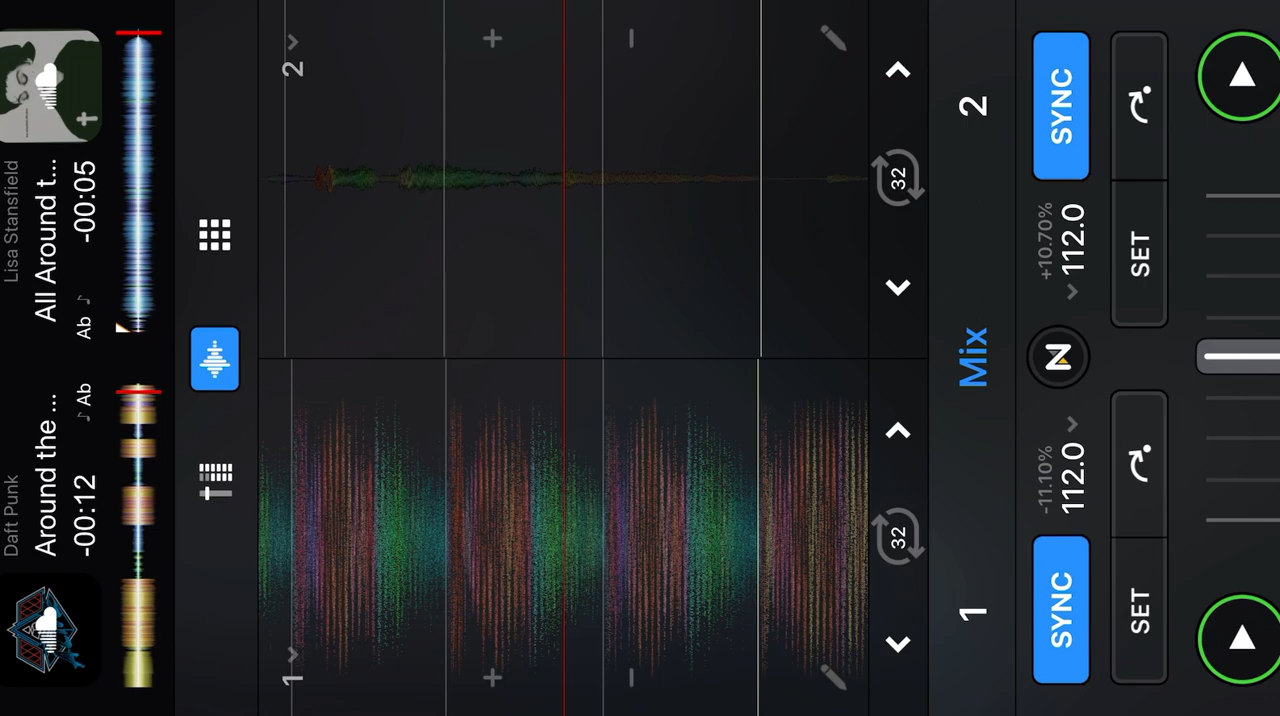 Daft Punk
Around the ...
-00:12
♪ Ab
Lisa Stansfield
All Around t...
-00:05
Ab ♪
1
2
+
+
−
−
32
32
1
Mix
2
SYNC
-11.10%
112.0
N
+10.70%
112.0
SYNC
SET
SET